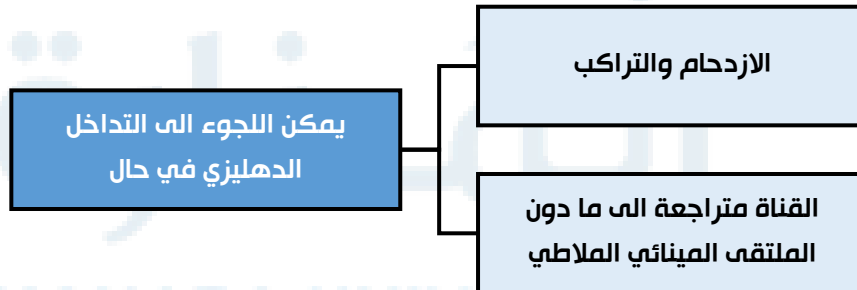 يمكن اللجوء الى التداخل
الدهليزي في حال
الازدحام والتراكب
القناة متراجعة الى ما دون
الملتقى المينائي الملاطي